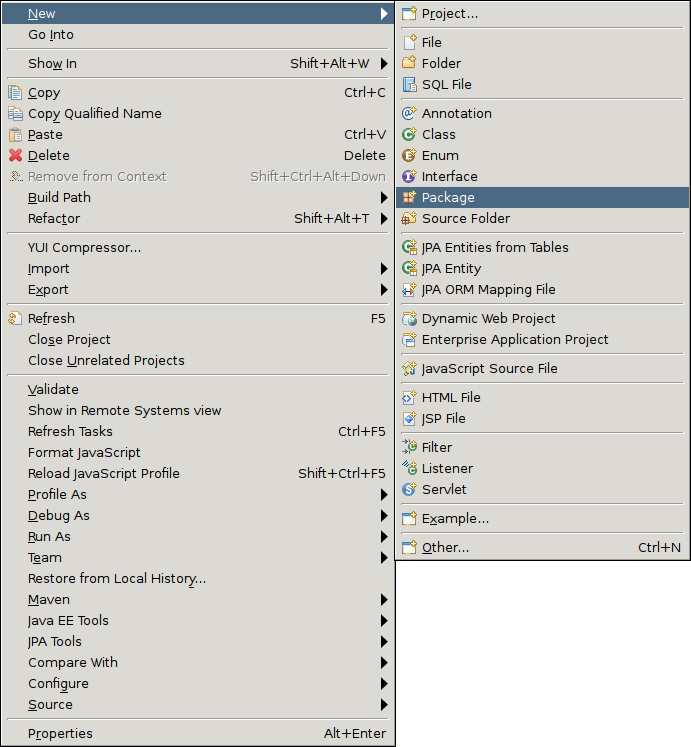 New
Go Into
Show In Shift+Alt+W
Copy Ctrl+C
Copy Qualified Name
Paste Ctrl+V
Delete Delete
Remove from Context Shift+Ctrl+Alt+Down
Build Path
Refactor Shift+Alt+T
YUI Compressor...
Import
Export
Refresh F5
Close Project
Close Unrelated Projects
Validate
Show in Remote Systems view
Refresh Tasks Ctrl+F5
Format JavaScript
Reload JavaScript Profile Shift+Ctrl+F5
Profile As
Debug As
Run As
Team
Restore from Local History...
Maven
Java EE Tools
JPA Tools
Compare With
Configure
Source
Properties Alt+Enter
Project...
File
Folder
SQL File
Annotation
Class
Enum
Interface
Package
Source Folder
JPA Entities from Tables
JPA Entity
JPA ORM Mapping File
Dynamic Web Project
Enterprise Application Project
JavaScript Source File
HTML File
JSP File
Filter
Listener
Servlet
Example...
Other... Ctrl+N